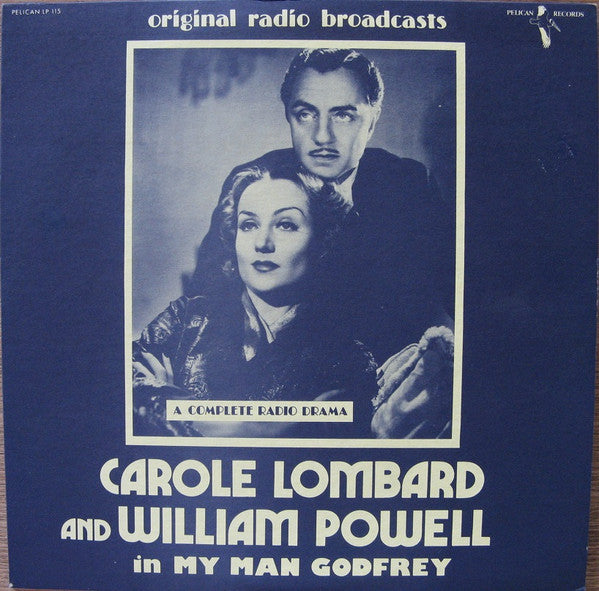 PELICAN LP 115
original radio broadcasts
PELICAN RECORDS
A COMPLETE RADIO DRAMA
CAROLE LOMBARD
AND WILLIAM POWELL
in MY MAN GODFREY